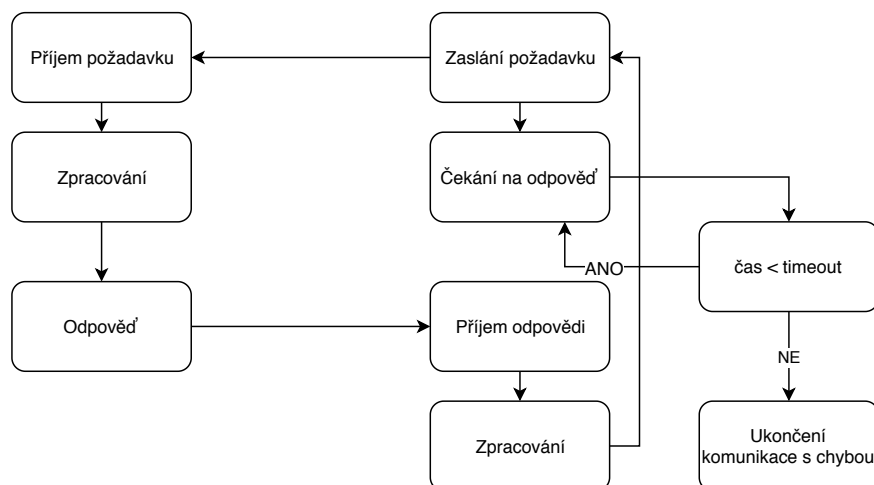 Příjem požadavku
Zaslání požadavku
Zpracování
Čekání na odpověď
čas < timeout
ANO
Odpověď
Příjem odpovědi
NE
Zpracování
Ukončení
komunikace s chybou